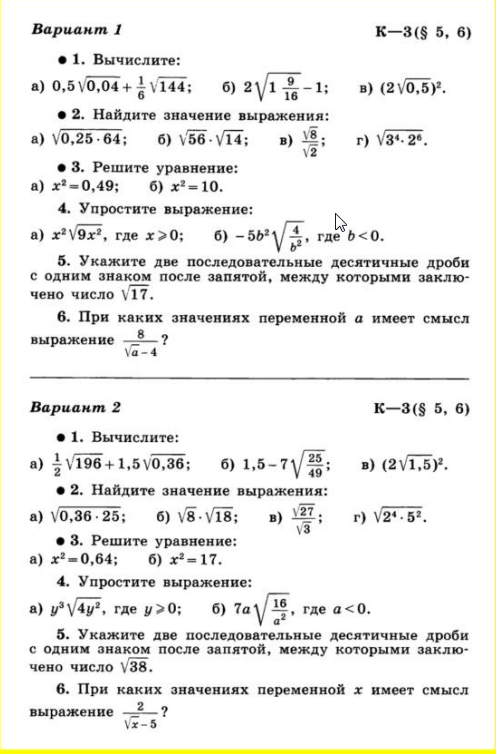 Вариант 1 К—3(§ 5, 6)
● 1. Вычислите:
а) 0,5√0,04 + 1/6 √144; б) 2√(1 9/16) − 1; в) (2√0,5)².
● 2. Найдите значение выражения:
а) √(0,25·64); б) √56·√14; в) √8/√2; г) √(3⁴·2⁶).
● 3. Решите уравнение:
а) x² = 0,49; б) x² = 10.
4. Упростите выражение:
а) x²√(9x²), где x ⩾ 0; б) −5b²√(4/b²), где b < 0.
5. Укажите две последовательные десятичные дроби
с одним знаком после запятой, между которыми заклю-
чено число √17.
6. При каких значениях переменной a имеет смысл
выражение 8/(√a − 4)?
Вариант 2 К—3(§ 5, 6)
● 1. Вычислите:
а) 1/2 √196 + 1,5√0,36; б) 1,5 − 7√(25/49); в) (2√1,5)².
● 2. Найдите значение выражения:
а) √(0,36·25); б) √8·√18; в) √27/√3; г) √(2⁴·5²).
● 3. Решите уравнение:
а) x² = 0,64; б) x² = 17.
4. Упростите выражение:
а) y³√(4y²), где y ⩾ 0; б) 7a√(16/a²), где a < 0.
5. Укажите две последовательные десятичные дроби
с одним знаком после запятой, между которыми заклю-
чено число √38.
6. При каких значениях переменной x имеет смысл
выражение 2/(√x − 5)?